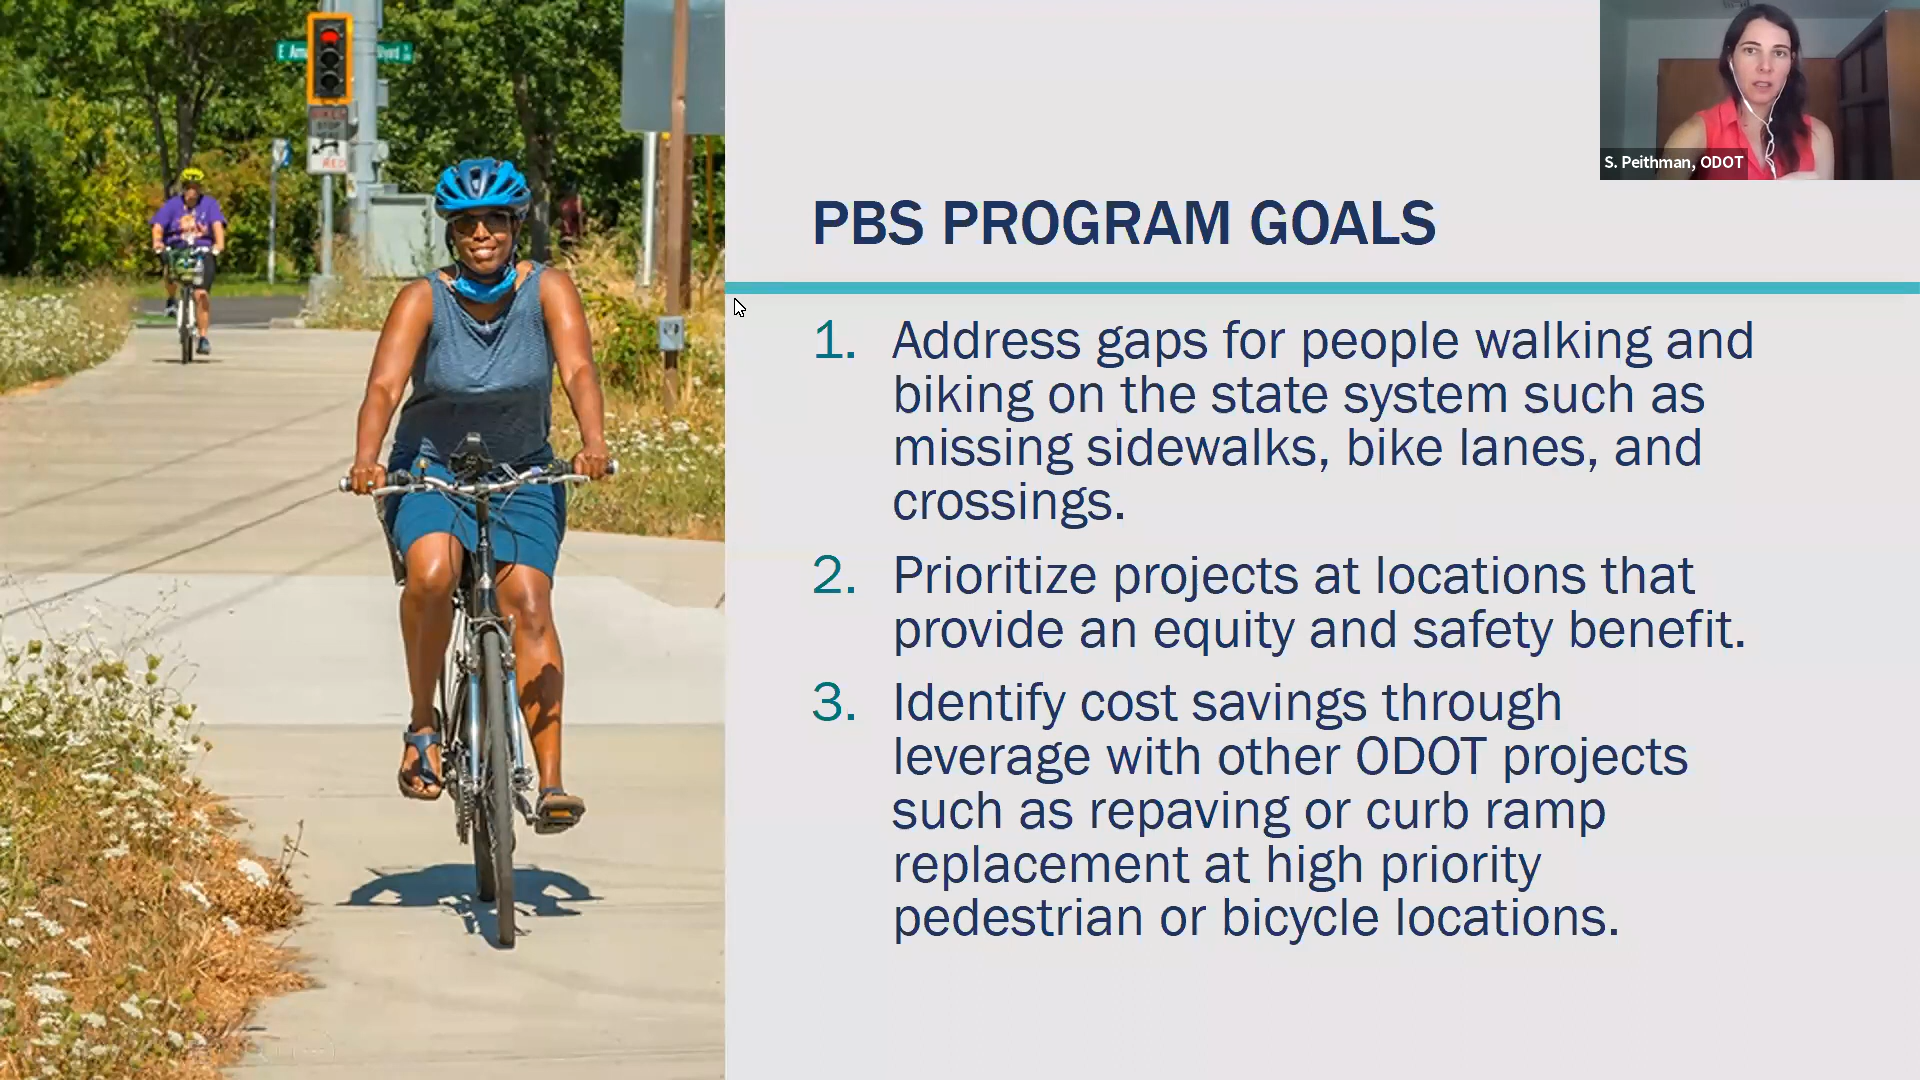 S. Peithman, ODOT
PBS PROGRAM GOALS
1. Address gaps for people walking and
biking on the state system such as
missing sidewalks, bike lanes, and
crossings.
2. Prioritize projects at locations that
provide an equity and safety benefit.
3. Identify cost savings through
leverage with other ODOT projects
such as repaving or curb ramp
replacement at high priority
pedestrian or bicycle locations.
BIKES
STOP
RED